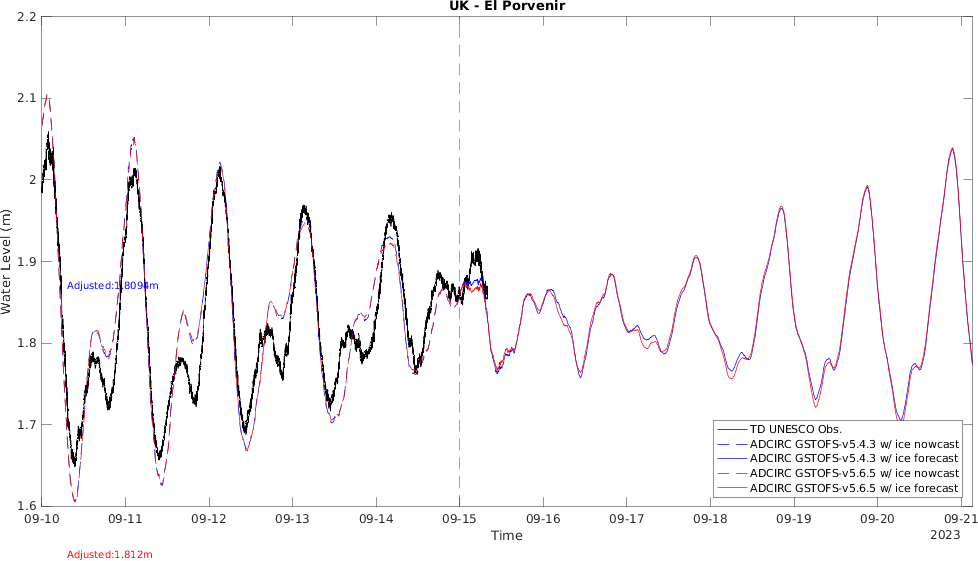 UK - El Porvenir
2.2
2.1
2
1.9
1.8
1.7
1.6
Water Level (m)
Adjusted:1.8094m
TD UNESCO Obs.
ADCIRC GSTOFS-v5.4.3 w/ ice nowcast
ADCIRC GSTOFS-v5.4.3 w/ ice forecast
ADCIRC GSTOFS-v5.6.5 w/ ice nowcast
ADCIRC GSTOFS-v5.6.5 w/ ice forecast
09-10 09-11 09-12 09-13 09-14 09-15 09-16 09-17 09-18 09-19 09-20 09-21
Time
2023
Adjusted:1.812m